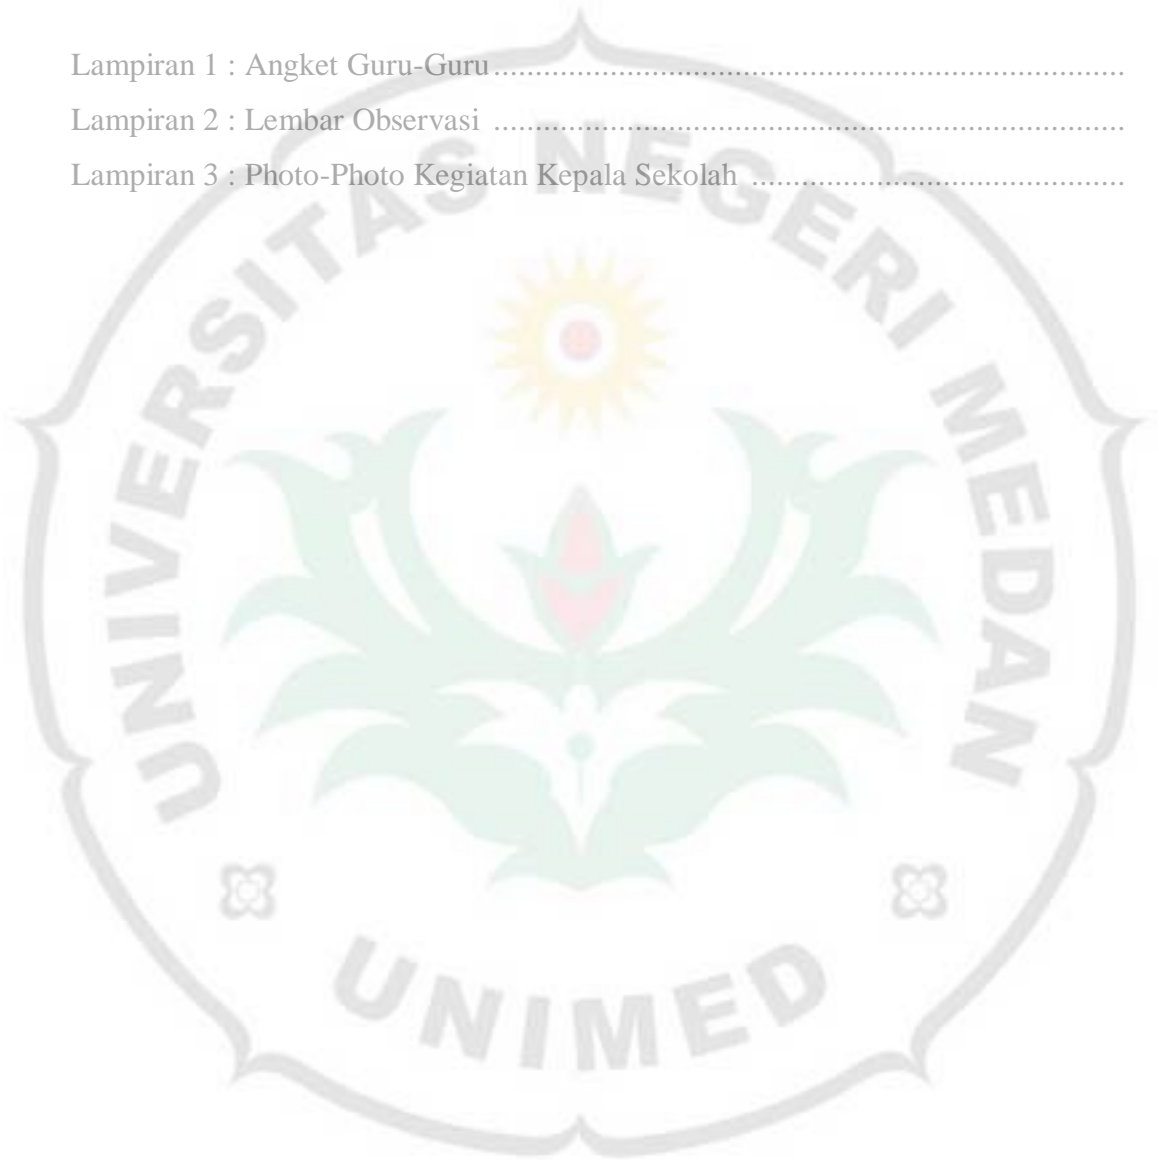 Lampiran 1 : Angket Guru-Guru..............................................................................
Lampiran 2 : Lembar Observasi ..............................................................................
Lampiran 3 : Photo-Photo Kegiatan Kepala Sekolah ..............................................
UNIVERSITAS NEGERI MEDAN
UNIMED